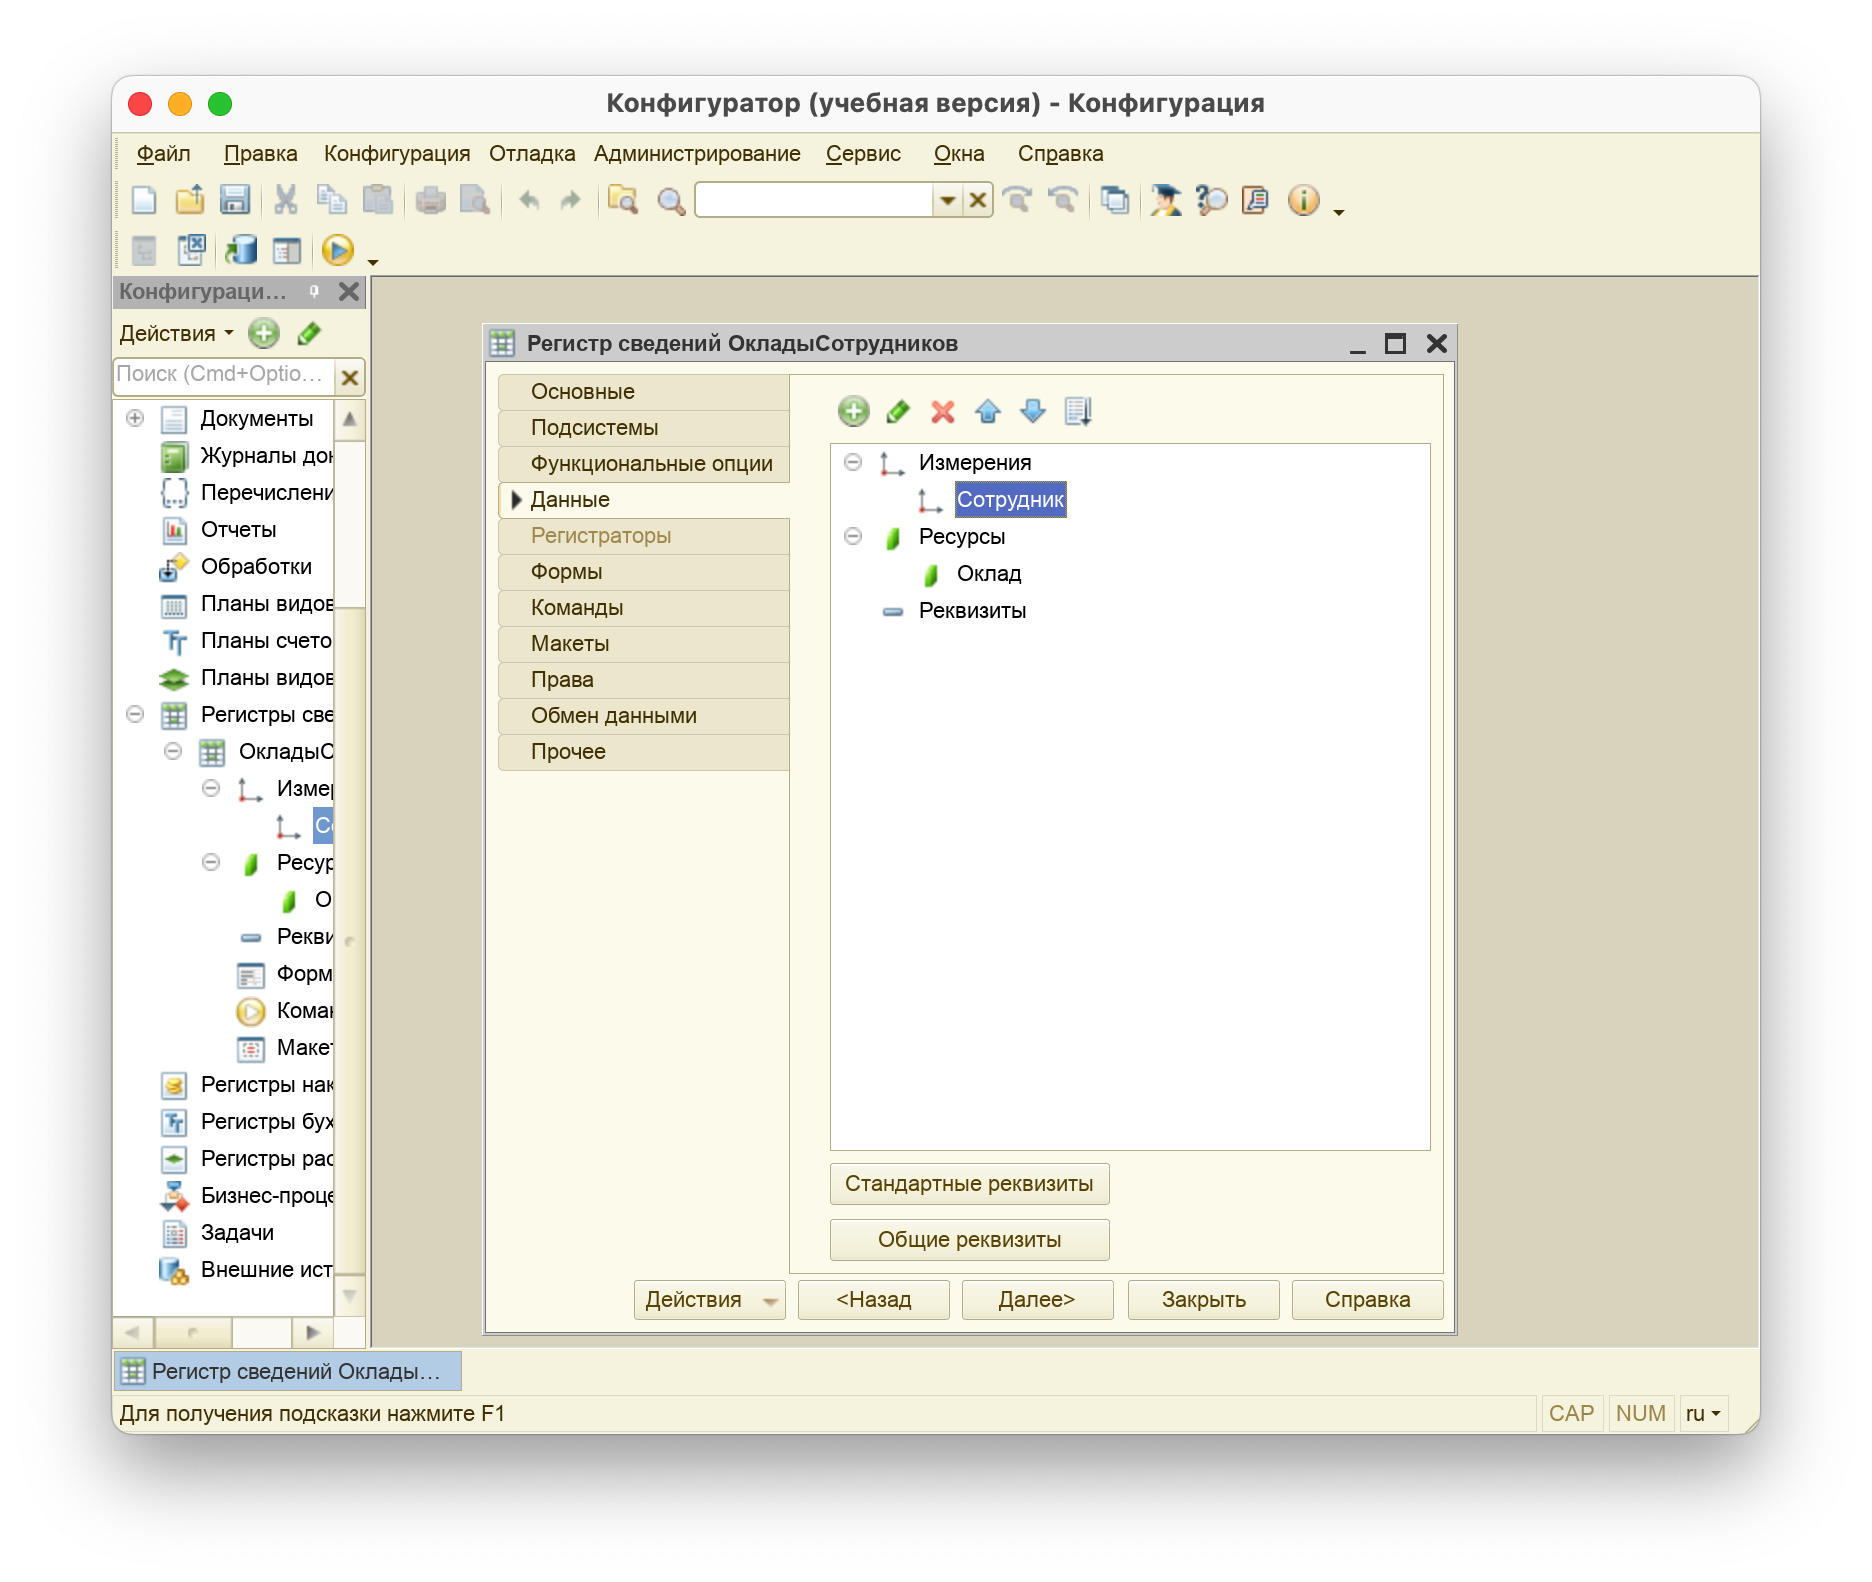 Конфигуратор (учебная версия) - Конфигурация
Файл Правка Конфигурация Отладка Администрирование Сервис Окна Справка
Конфигураци...
Действия
Поиск (Cmd+Optio...
Документы
Журналы дон
Перечислени
Отчеты
Обработки
Планы видов
Планы счето
Планы видов
Регистры све
ОкладыС
Измер
Со
Ресур
О
Рекви
Форм
Коман
Макет
Регистры нак
Регистры бух
Регистры рас
Бизнес-проце
Задачи
Внешние ист
Регистр сведений ОкладыСотрудников
Основные
Подсистемы
Функциональные опции
Данные
Регистраторы
Формы
Команды
Макеты
Права
Обмен данными
Прочее
Измерения
Сотрудник
Ресурсы
Оклад
Реквизиты
Стандартные реквизиты
Общие реквизиты
Действия <Назад Далее> Закрыть Справка
Регистр сведений Оклады...
Для получения подсказки нажмите F1 CAP NUM ru